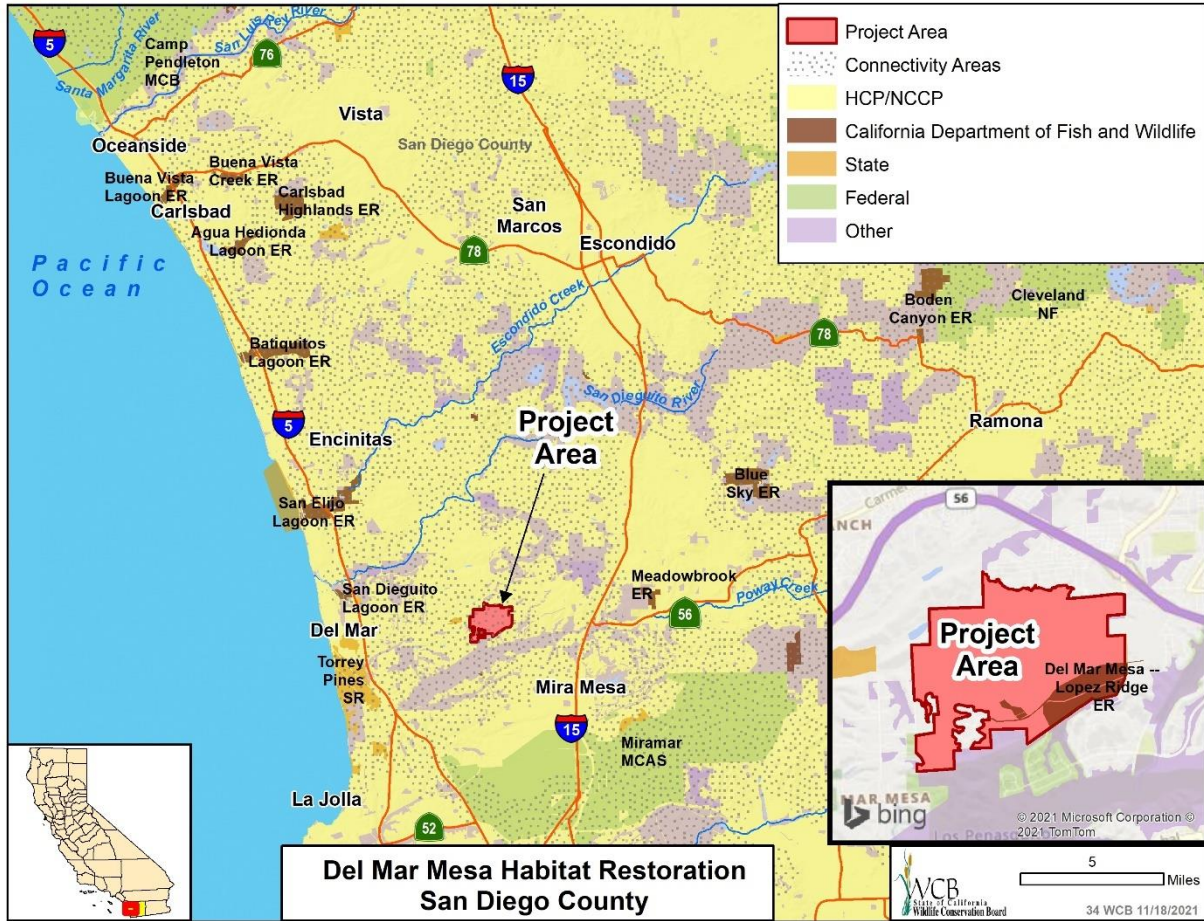 5
Camp
Pendleton
MCB
San Luis Rey River
Santa Margarita River
76
15
Vista
San Diego County
Oceanside
Buena Vista
Creek ER
Buena Vista
Lagoon ER
Carlsbad
Carlsbad
Highlands ER
Agua Hedionda
Lagoon ER
San
Marcos
Escondido
78
Pacific
Ocean
Escondido Creek
Boden
Canyon ER
Cleveland
NF
78
Batiquitos
Lagoon ER
San Dieguito River
Ramona
5
Encinitas
Project
Area
Blue
Sky ER
San Elijo
Lagoon ER
San Dieguito
Lagoon ER
Meadowbrook
ER
Poway Creek
56
Del Mar
Torrey
Pines
SR
Mira Mesa
15
Miramar
MCAS
La Jolla
52
Project Area
Connectivity Areas
HCP/NCCP
California Department of Fish and Wildlife
State
Federal
Other
56
Project
Area
Del Mar Mesa --
Lopez Ridge
ER
MAR MESA
bing
© 2021 Microsoft Corporation ©
2021 TomTom
Del Mar Mesa Habitat Restoration
San Diego County
WCB
State of California
Wildlife Conservation Board
5
Miles
34 WCB 11/18/2021